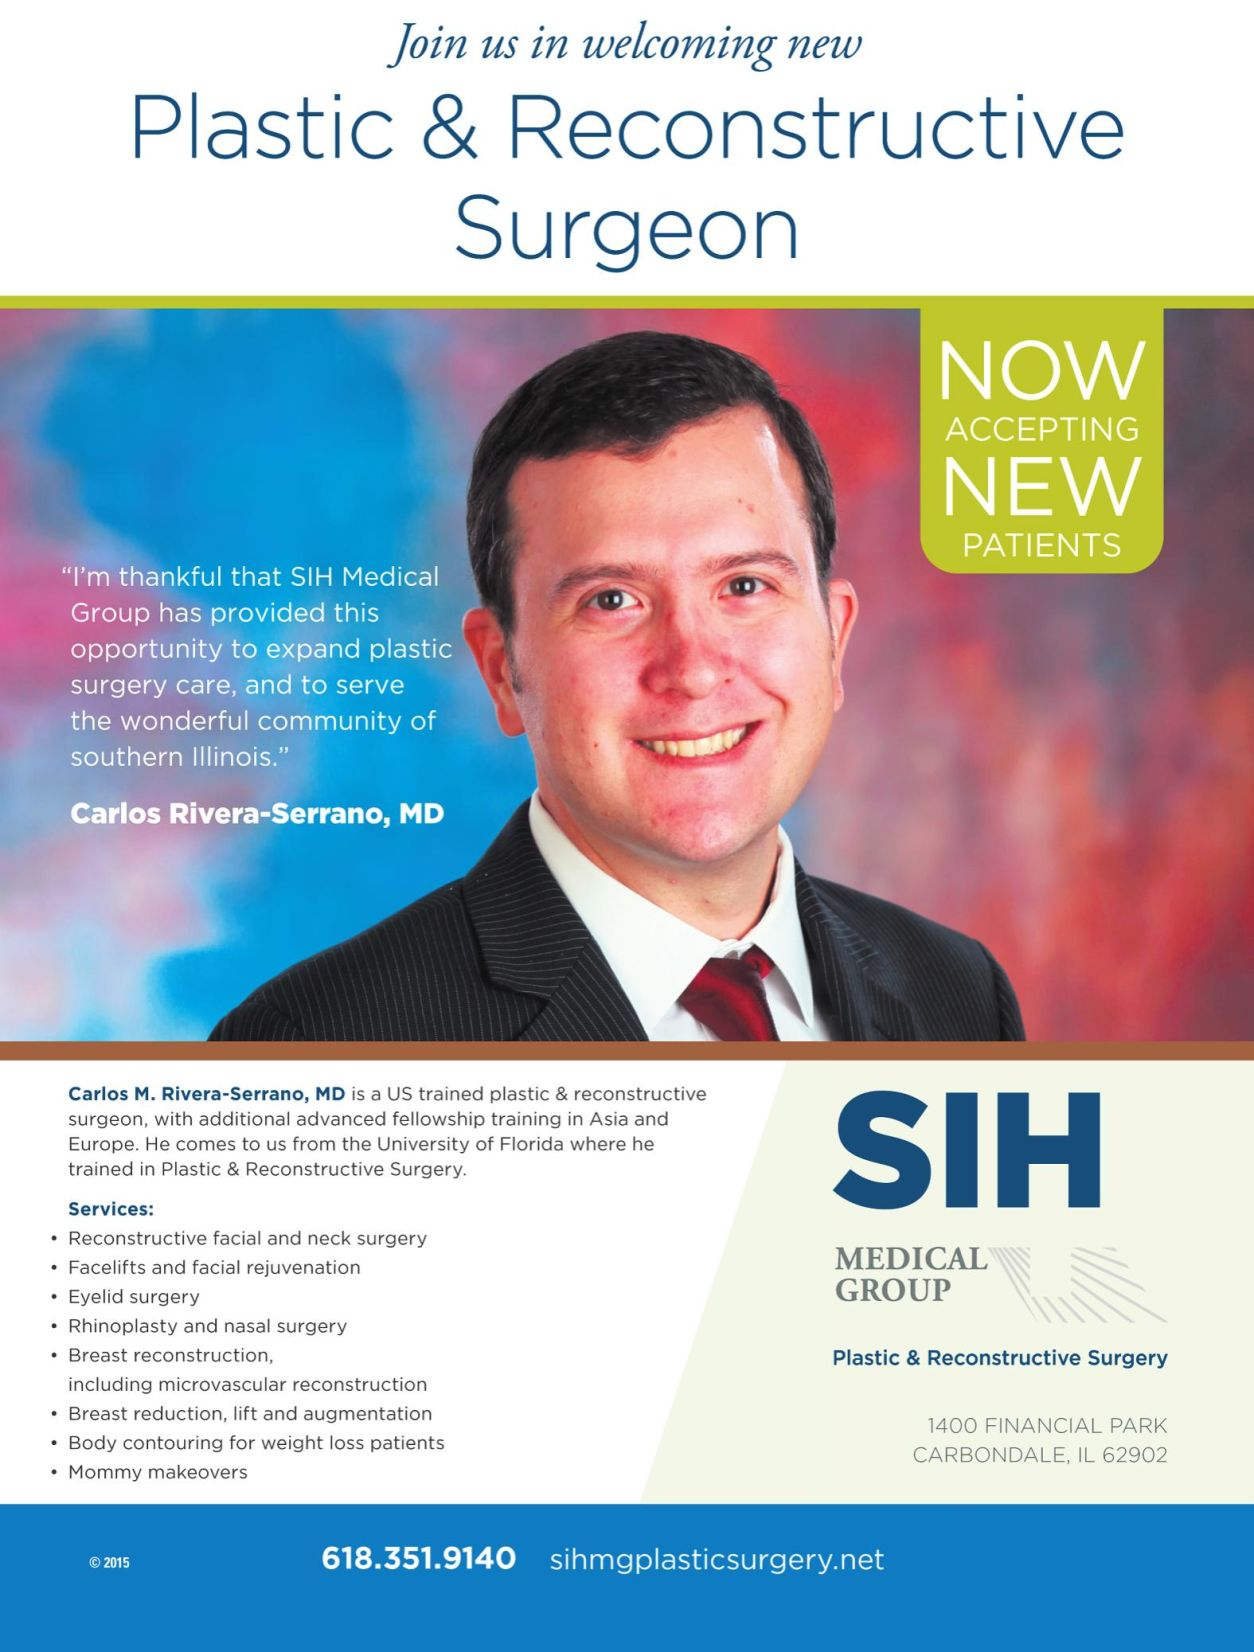 Join us in welcoming new
Plastic & Reconstructive
Surgeon
NOW
ACCEPTING
NEW
PATIENTS
“I’m thankful that SIH Medical
Group has provided this
opportunity to expand plastic
surgery care, and to serve
the wonderful community of
southern Illinois.”
Carlos Rivera-Serrano, MD
Carlos M. Rivera-Serrano, MD is a US trained plastic & reconstructive
surgeon, with additional advanced fellowship training in Asia and
Europe. He comes to us from the University of Florida where he
trained in Plastic & Reconstructive Surgery.
Services:
• Reconstructive facial and neck surgery
• Facelifts and facial rejuvenation
• Eyelid surgery
• Rhinoplasty and nasal surgery
• Breast reconstruction,
including microvascular reconstruction
• Breast reduction, lift and augmentation
• Body contouring for weight loss patients
• Mommy makeovers
SIH
MEDICAL
GROUP
Plastic & Reconstructive Surgery
1400 FINANCIAL PARK
CARBONDALE, IL 62902
© 2015
618.351.9140 sihmgplasticsurgery.net